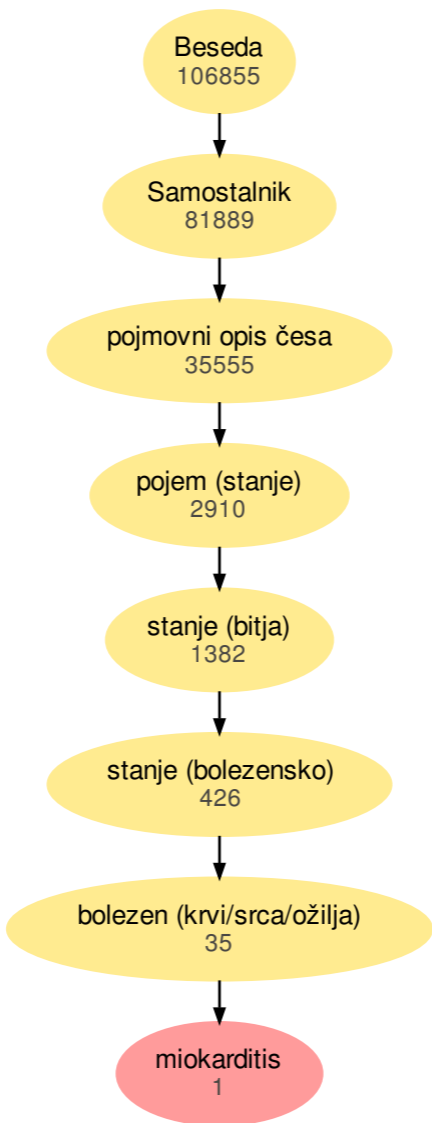 Beseda
106855
Samostalnik
81889
pojmovni opis česa
35555
pojem (stanje)
2910
stanje (bitja)
1382
stanje (bolezensko)
426
bolezen (krvi/srca/ožilja)
35
miokarditis
1